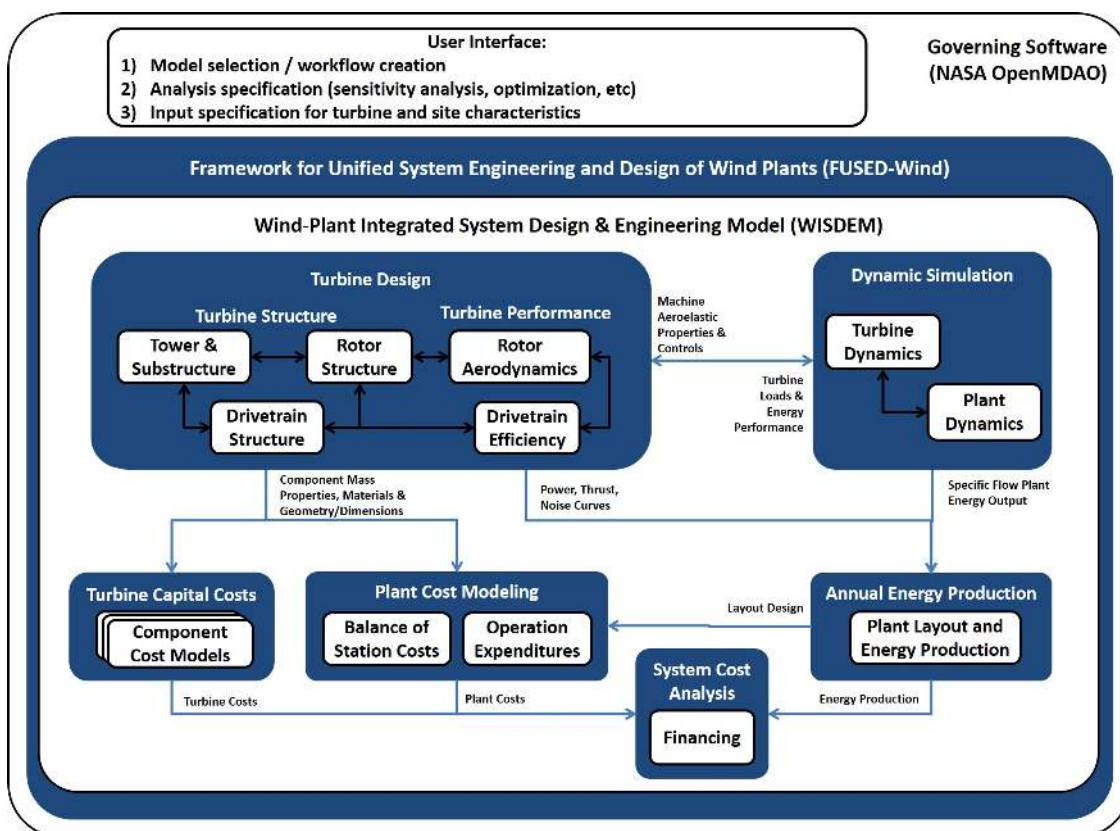 User Interface:
1) Model selection / workflow creation
2) Analysis specification (sensitivity analysis, optimization, etc)
3) Input specification for turbine and site characteristics
Governing Software
(NASA OpenMDAO)
Framework for Unified System Engineering and Design of Wind Plants (FUSED-Wind)
Wind-Plant Integrated System Design & Engineering Model (WISDEM)
Turbine Design
Turbine Structure
Turbine Performance
Tower &
Substructure
Rotor
Structure
Rotor
Aerodynamics
Drivetrain
Structure
Drivetrain
Efficiency
Machine
Aeroelastic
Properties &
Controls
Turbine
Loads &
Energy
Performance
Dynamic Simulation
Turbine
Dynamics
Plant
Dynamics
Component Mass
Properties, Materials &
Geometry/Dimensions
Power, Thrust,
Noise Curves
Specific Flow Plant
Energy Output
Turbine Capital Costs
Component
Cost Models
Plant Cost Modeling
Balance of
Station Costs
Operation
Expenditures
Layout Design
Annual Energy Production
Plant Layout and
Energy Production
System Cost
Analysis
Financing
Turbine Costs
Plant Costs
Energy Production